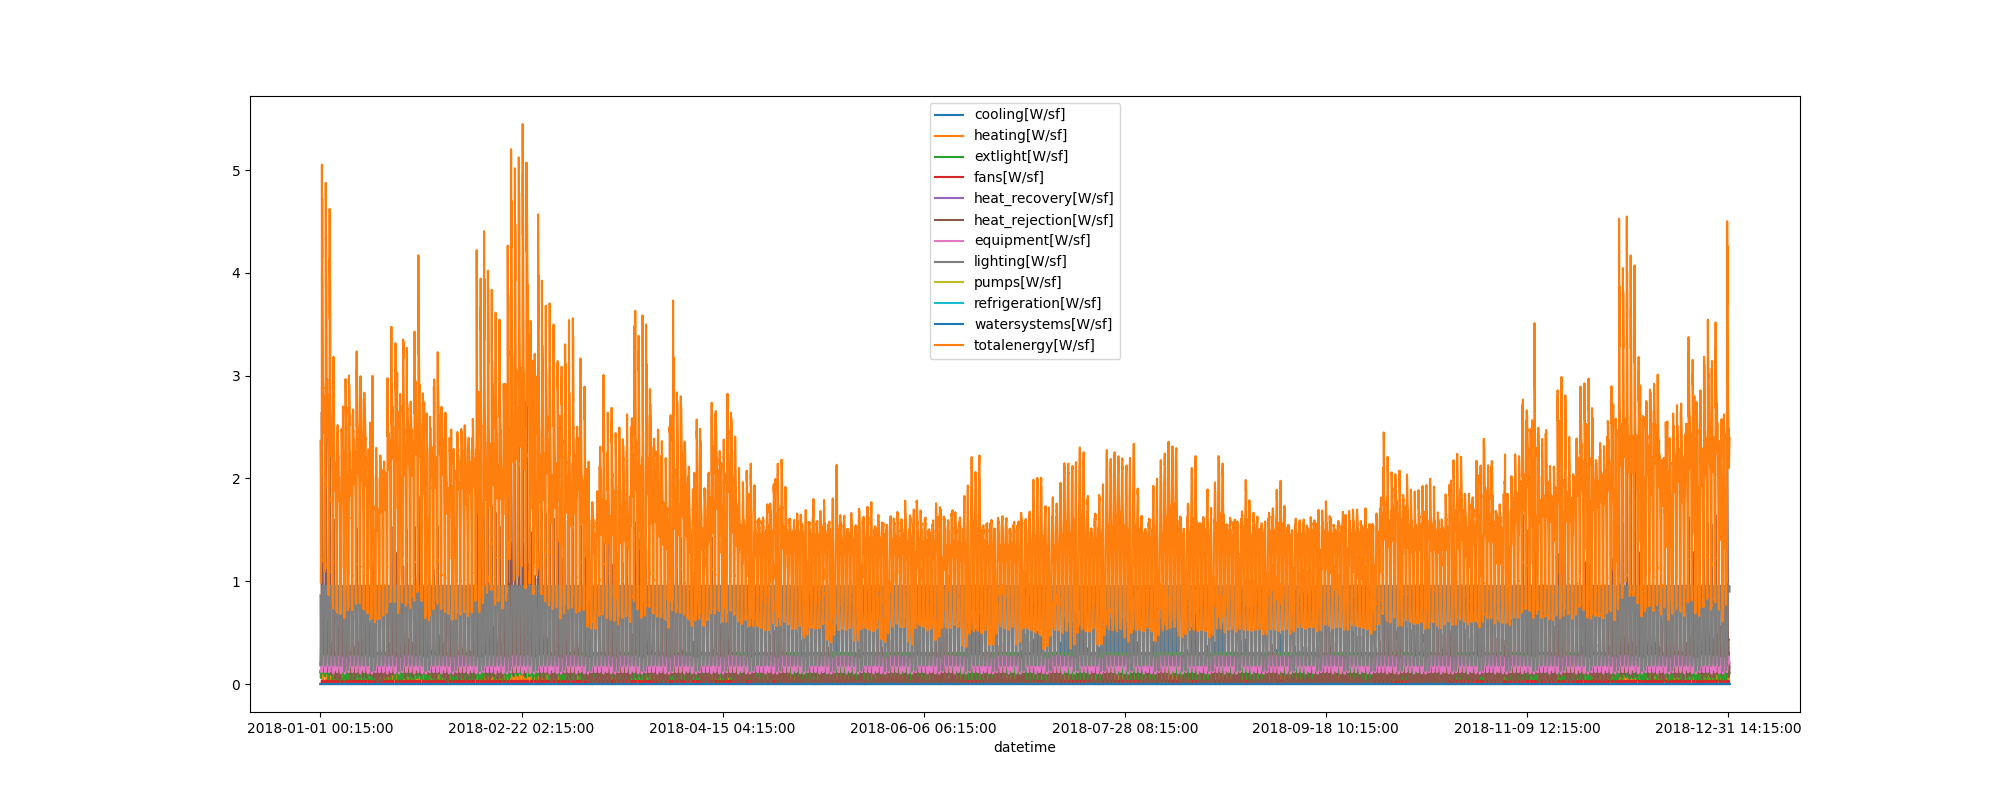 cooling[W/sf]
heating[W/sf]
extlight[W/sf]
fans[W/sf]
heat_recovery[W/sf]
heat_rejection[W/sf]
equipment[W/sf]
lighting[W/sf]
pumps[W/sf]
refrigeration[W/sf]
watersystems[W/sf]
totalenergy[W/sf]
5
4
3
2
1
0
2018-01-01 00:15:00 2018-02-22 02:15:00 2018-04-15 04:15:00 2018-06-06 06:15:00 2018-07-28 08:15:00 2018-09-18 10:15:00 2018-11-09 12:15:00 2018-12-31 14:15:00
datetime